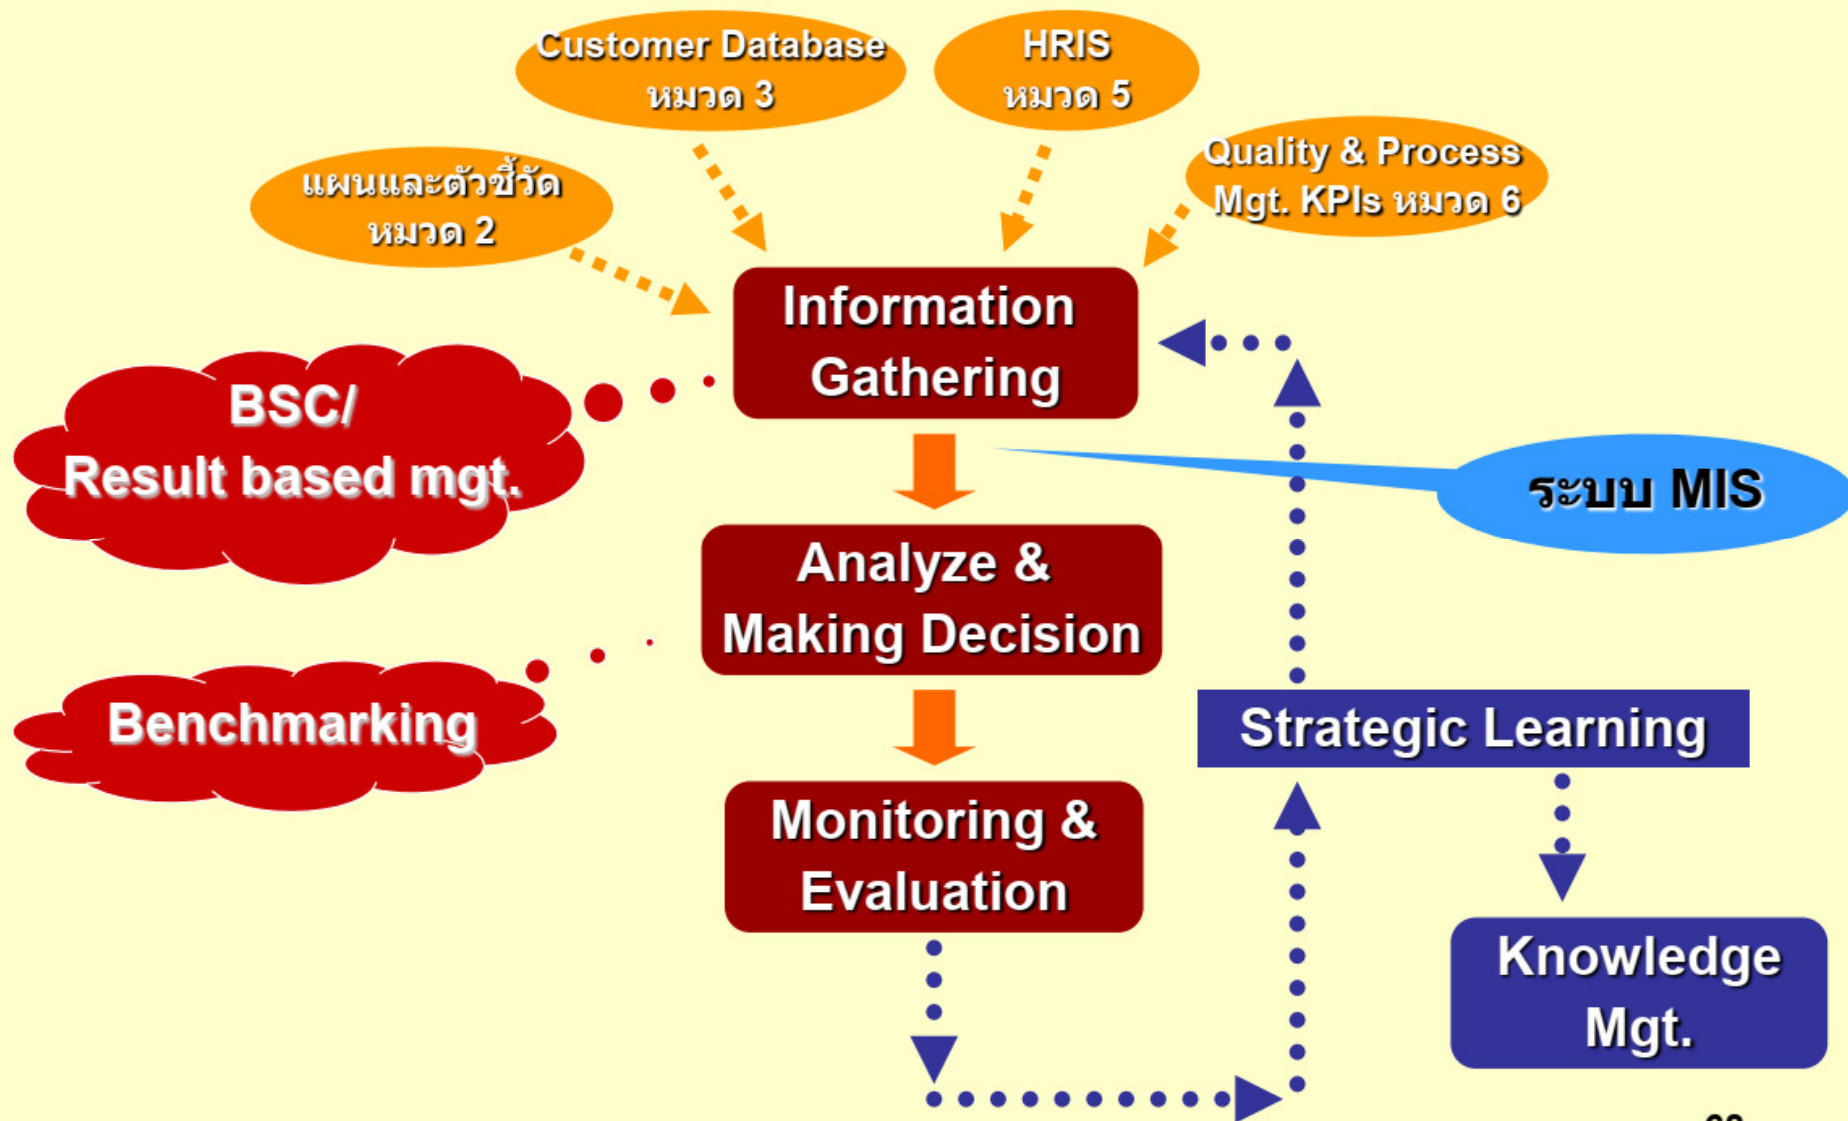 Customer Database
หมวด 3
HRIS
หมวด 5
Quality & Process
Mgt. KPIs หมวด 6
แผนและตัวชี้วัด
หมวด 2
Information
Gathering
BSC/
Result based mgt.
ระบบ MIS
Analyze &
Making Decision
Benchmarking
Strategic Learning
Monitoring &
Evaluation
Knowledge
Mgt.